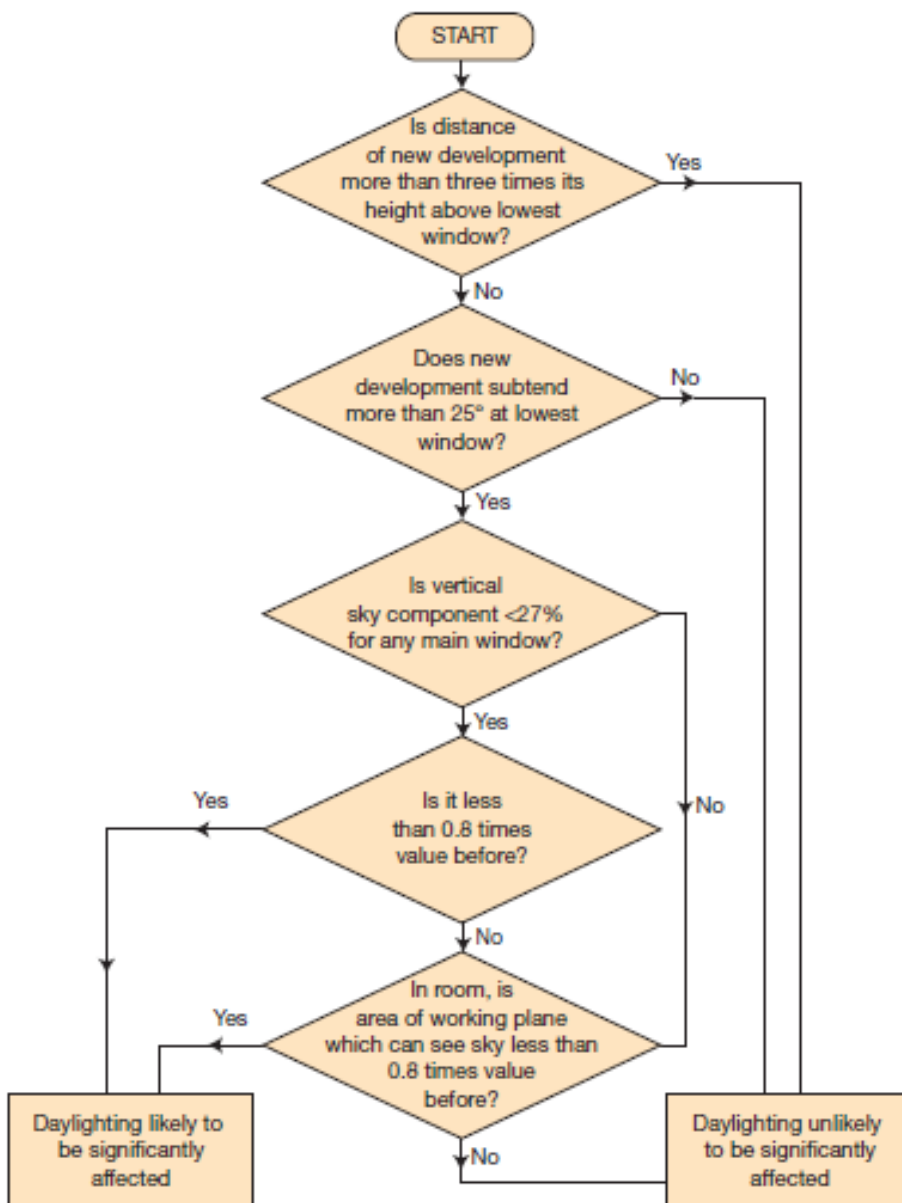 START
Is distance
of new development
more than three times its
height above lowest
window?
Yes
No
Does new
development subtend
more than 25° at lowest
window?
No
Yes
Is vertical
sky component <27%
for any main window?
Yes
No
Is it less
than 0.8 times
value before?
Yes
No
In room, is
area of working plane
which can see sky less than
0.8 times value
before?
Yes
No
Daylighting likely to
be significantly
affected
Daylighting unlikely
to be significantly
affected